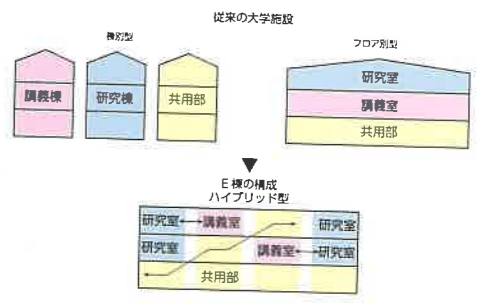 従来の大学施設
棟別型
フロア別型
講義棟
研究棟
共用部
研究室
講義室
共用部
E棟の構成
ハイブリッド型
研究室 講義室 研究室
研究室 講義室 研究室
共用部